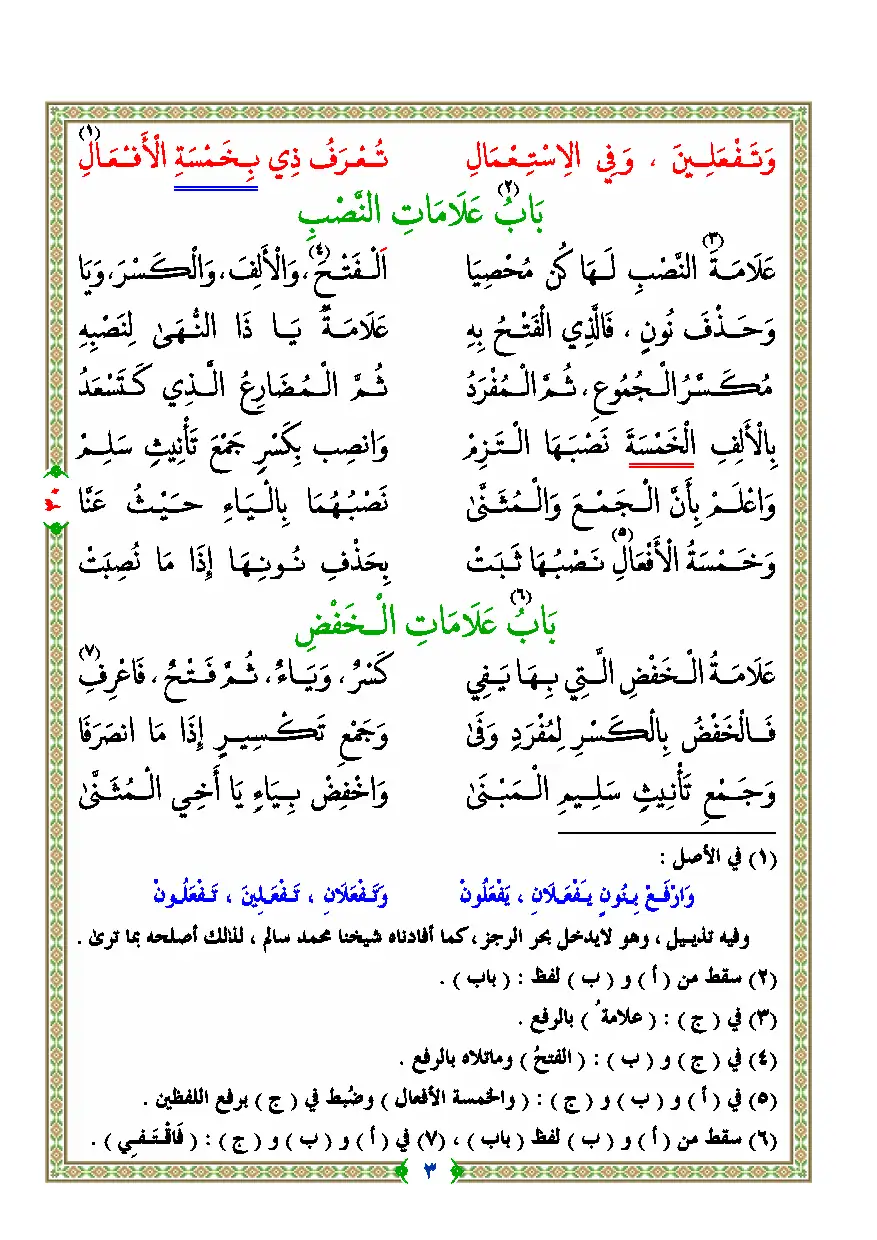 وَتَفْعَلِينَ ، وَفِي الِاسْتِعْمَالِ تُعْرَفُ ذِي بِخَمْسَةِ الْأَفْعَالِ (١)
بَابُ (٢) عَلَامَاتِ النَّصْبِ
عَلَامَةَ (٣) النَّصْبِ لَهَا كُنْ مُحْصِيَا اَلْفَتْحَ (٤) ، وَالْأَلِفَ ، وَالْكَسْرَ ، وَيَا
وَحَذْفَ نُونٍ ، فَالَّذِي الْفَتْحُ بِهِ عَلَامَةٌ يَا ذَا النُّهَىٰ لِنَصْبِهِ
مُكَسَّرُ الْجُمُوعِ ، ثُمَّ الْمُفْرَدُ ثُمَّ الْمُضَارِعُ الَّذِي كَتَسْعَدُ
بِالْأَلِفِ الْخَمْسَةَ نَصْبَهَا الْتَزِمْ وَانصِب بِكَسْرٍ جَمْعَ تَأْنِيثٍ سَلِمْ
وَاعْلَمْ بِأَنَّ الْجَمْعَ وَالْمُثَنَّىٰ نَصْبُهُمَا بِالْيَاءِ حَيْثُ عَنَّا
وَخَمْسَةُ الْأَفْعَالِ (٥) نَصْبُهَا ثَبَتْ بِحَذْفِ نُونِهَا إِذَا مَا نُصِبَتْ
بَابُ (٦) عَلَامَاتِ الْخَفْضِ
عَلَامَةُ الْخَفْضِ الَّتِي بِهَا يَفِي كَسْرٌ ، وَيَاءٌ ، ثُمَّ فَتْحٌ ، فَاعْرِفِ (٧)
فَالْخَفْضُ بِالْكَسْرِ لِمُفْرَدٍ وَفَىٰ وَجَمْعِ تَكْسِيرٍ إِذَا مَا انصَرَفَا
وَجَمْعِ تَأْنِيثٍ سَلِيمِ الْمَبْنَىٰ وَاخْفِضْ بِيَاءٍ يَا أَخِي الْمُثَنَّىٰ
(١) في الأصل :
وَارْفَعْ بِنُونٍ يَفْعَلَانِ ، يَفْعَلُونْ وَتَفْعَلَانِ ، تَفْعَلِينَ ، تَفْعَلُونْ
وفيه تذييل ، وهو لايدخل بحر الرجز ، كما أفادناه شيخنا محمد سالم ، لذلك أصلحه بما ترىٰ .
(٢) سقط من ( أ ) و ( ب ) لفظ : ( باب ) .
(٣) في ( ج ) : ( علامةُ ) بالرفع .
(٤) في ( ج ) و ( ب ) : ( الفتحُ ) وماتلاه بالرفع .
(٥) في ( أ ) و ( ب ) و ( ج ) : ( والخمسة الأفعال ) وضُبط في ( ج ) برفع اللفظين .
(٦) سقط من ( أ ) و ( ب ) لفظ ( باب ) ، (٧) في ( أ ) و ( ب ) و ( ج ) : ( فَاقْتَفِي ) .
٣